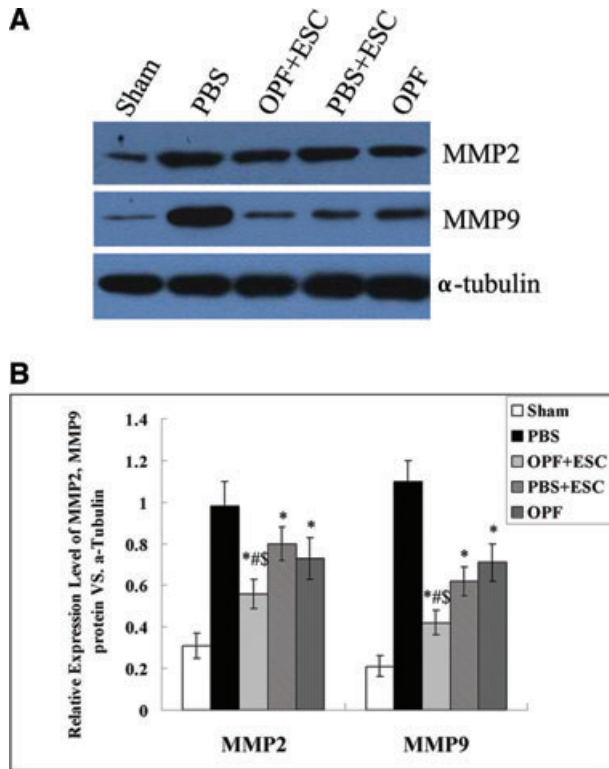 A
Sham PBS OPF+ESC PBS+ESC OPF
MMP2
MMP9
α-tubulin
B
Relative Expression Level of MMP2, MMP9
protein VS. a-Tubulin
1.4
1.2
1
0.8
0.6
0.4
0.2
0
*#$ * *
*#$ * *
MMP2 MMP9
Sham
PBS
OPF+ESC
PBS+ESC
OPF